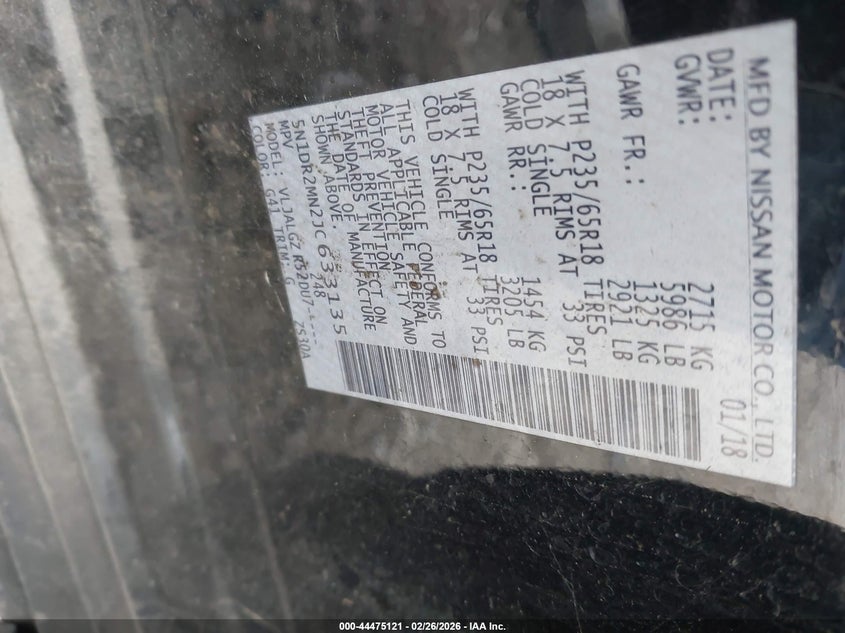 MFD BY NISSAN MOTOR CO., LTD.
DATE: 01/18
GVWR: 2715 KG
5986 LB
GAWR FR.: 1325 KG
2921 LB
WITH P235/65R18 TIRES
18 X 7.5 RIMS AT 33 PSI
COLD SINGLE
GAWR RR.: 1454 KG
3205 LB
WITH P235/65R18 TIRES
18 X 7.5 RIMS AT 33 PSI
COLD SINGLE
THIS VEHICLE CONFORMS TO
ALL APPLICABLE FEDERAL
MOTOR VEHICLE SAFETY AND
THEFT PREVENTION
STANDARDS IN EFFECT ON
THE DATE OF MANUFACTURE
SHOWN ABOVE.
5N1DR2MN2JC633135
MPV 248
MODEL: ZS30A
COLOR: G41 TRIM: G
000-44475121 - 02/26/2026 - IAA Inc.